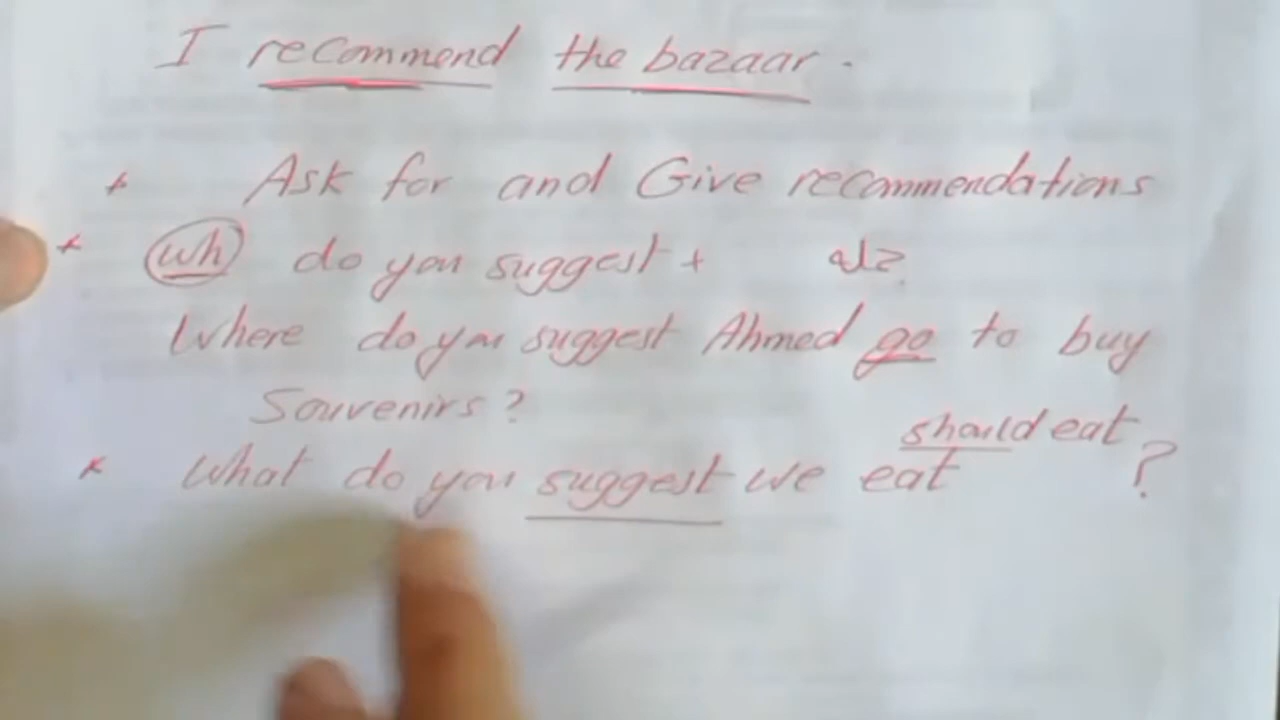 I recommend the bazaar.
* Ask for and Give recommendations
* Wh do you suggest +
Where do you suggest Ahmed go to buy
Souvenirs?
should eat
* What do you suggest we eat ?